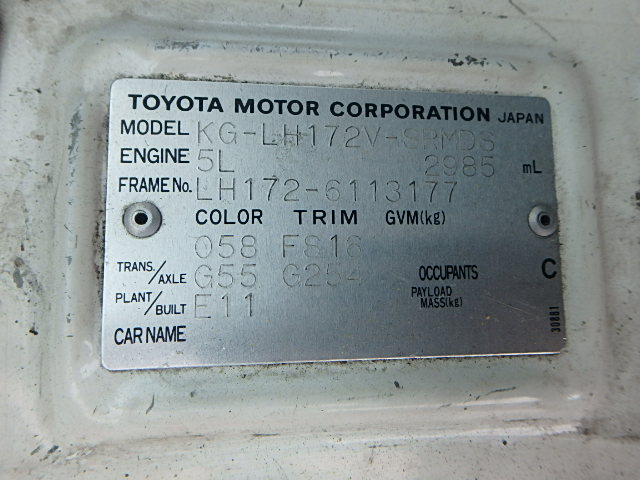 TOYOTA MOTOR CORPORATION JAPAN
MODEL KG-LH172V-SRMDS
ENGINE 5L 2985 mL
FRAME No. LH172-6113177
COLOR TRIM GVM(kg)
058 F816
TRANS./AXLE G55 G254 OCCUPANTS C
PLANT/BUILT E11 PAYLOAD MASS(kg)
CAR NAME
30881